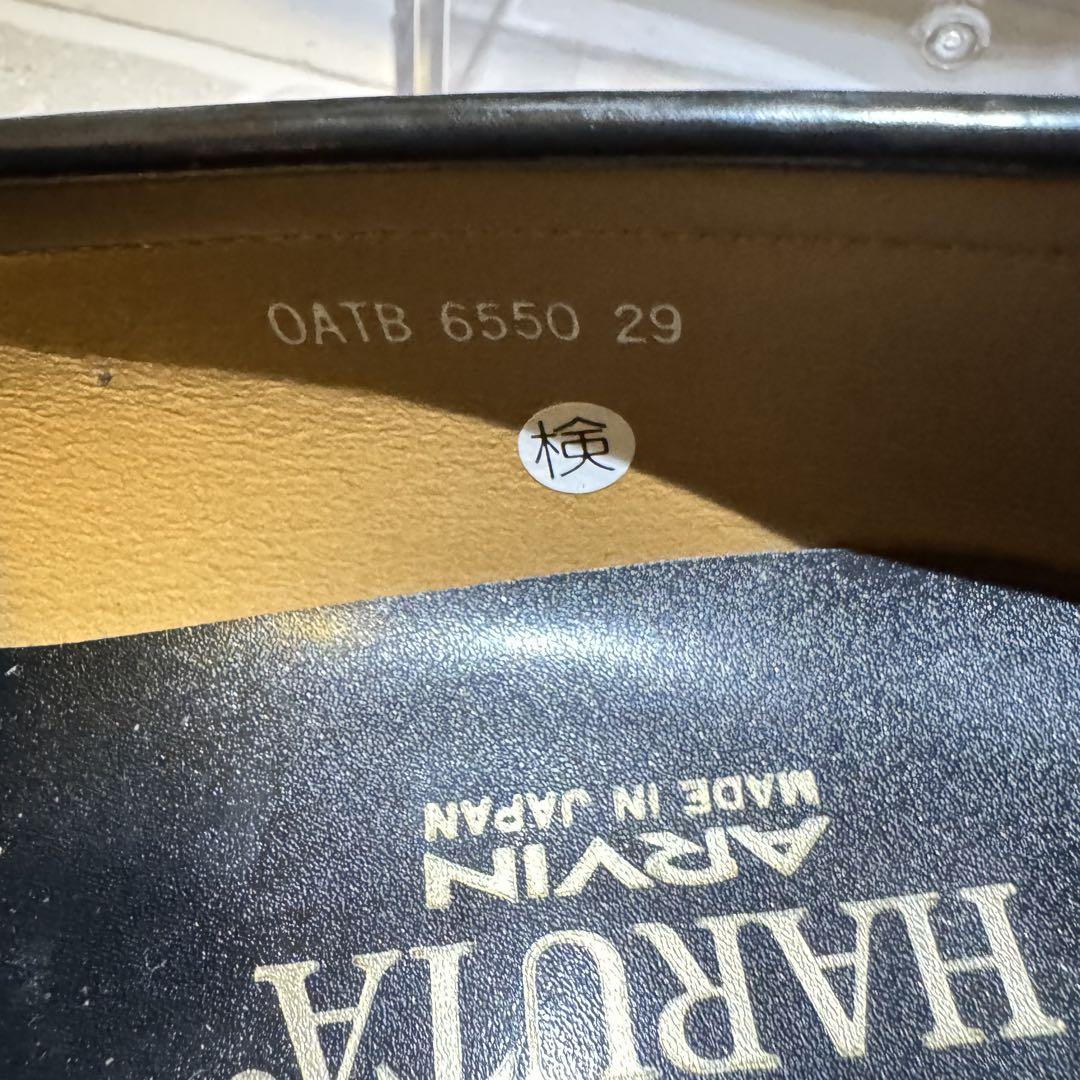 OATB 6550 29
検
HARUTA
ARVIN
MADE IN JAPAN